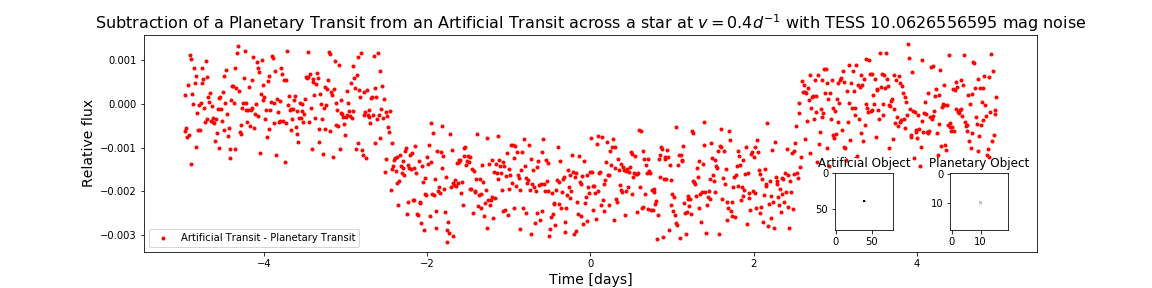 Subtraction of a Planetary Transit from an Artificial Transit across a star at v = 0.4d⁻¹ with TESS 10.0626556595 mag noise
Relative flux
0.001
0.000
−0.001
−0.002
−0.003
Artificial Transit - Planetary Transit
Artificial Object
0
50
0 50
Planetary Object
0
10
0 10
−4 −2 0 2 4
Time [days]